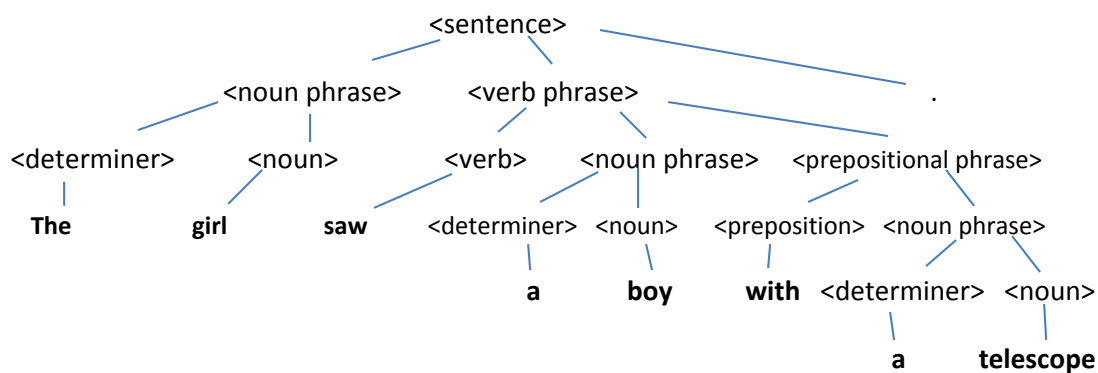 <sentence>
<noun phrase> <verb phrase> .
<determiner> <noun> <verb> <noun phrase> <prepositional phrase>
The girl saw <determiner> <noun> <preposition> <noun phrase>
a boy with <determiner> <noun>
a telescope